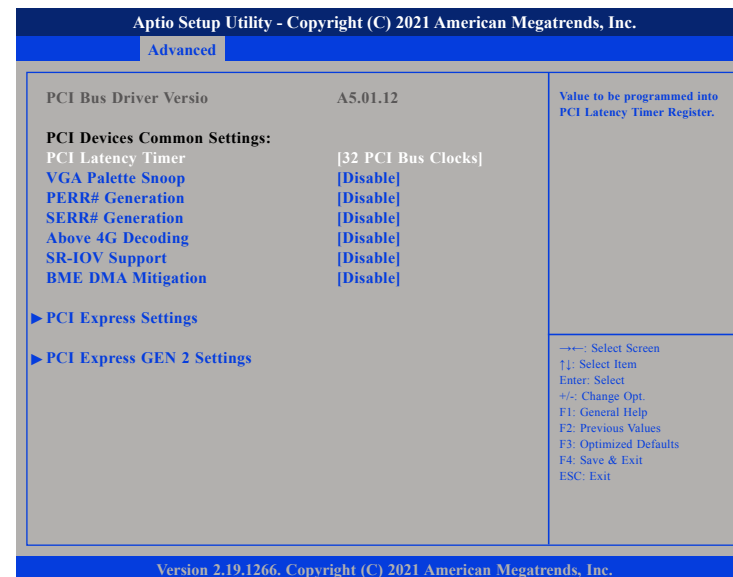 Aptio Setup Utility - Copyright (C) 2021 American Megatrends, Inc.
Advanced
PCI Bus Driver Versio A5.01.12
PCI Devices Common Settings:
PCI Latency Timer [32 PCI Bus Clocks]
VGA Palette Snoop [Disable]
PERR# Generation [Disable]
SERR# Generation [Disable]
Above 4G Decoding [Disable]
SR-IOV Support [Disable]
BME DMA Mitigation [Disable]
▶ PCI Express Settings
▶ PCI Express GEN 2 Settings
Value to be programmed into
PCI Latency Timer Register.
→←: Select Screen
↑↓: Select Item
Enter: Select
+/-: Change Opt.
F1: General Help
F2: Previous Values
F3: Optimized Defaults
F4: Save & Exit
ESC: Exit
Version 2.19.1266. Copyright (C) 2021 American Megatrends, Inc.